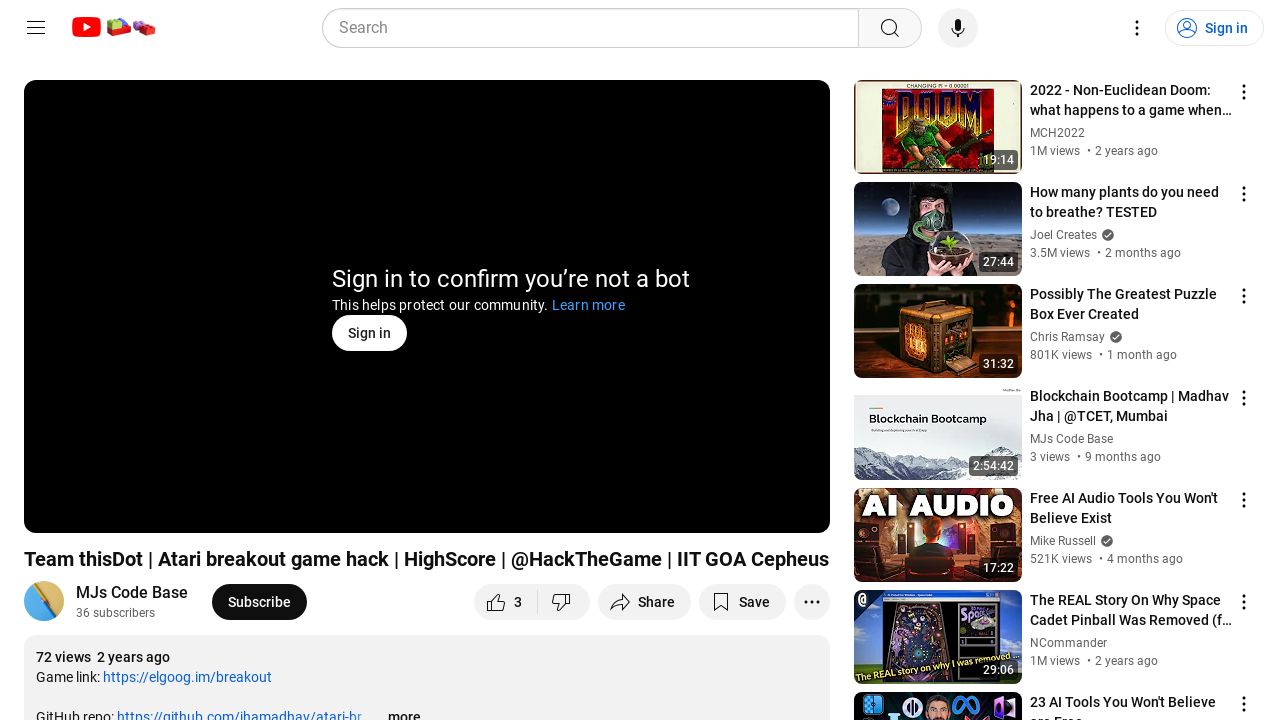 Search
Sign in
Sign in to confirm you’re not a bot
This helps protect our community. Learn more
Sign in
Team thisDot | Atari breakout game hack | HighScore | @HackTheGame | IIT GOA Cepheus
MJs Code Base
36 subscribers
Subscribe
3
Share
Save
72 views 2 years ago
Game link: https://elgoog.im/breakout
GitHub repo: https://github.com/jhamadhav/atari-br
...more
CHANGING PI = 0.00001
DOOM
19:14
2022 - Non-Euclidean Doom:
what happens to a game when…
MCH2022
1M views • 2 years ago
27:44
How many plants do you need
to breathe? TESTED
Joel Creates
3.5M views • 2 months ago
31:32
Possibly The Greatest Puzzle
Box Ever Created
Chris Ramsay
801K views • 1 month ago
Blockchain Bootcamp
2:54:42
Blockchain Bootcamp | Madhav
Jha | @TCET, Mumbai
MJs Code Base
3 views • 9 months ago
AI AUDIO
17:22
Free AI Audio Tools You Won't
Believe Exist
Mike Russell
521K views • 4 months ago
@
Space
The REAL story on why I was removed ...
29:06
The REAL Story On Why Space
Cadet Pinball Was Removed (f…
NCommander
1M views • 2 years ago
23 AI Tools You Won't Believe
are Free